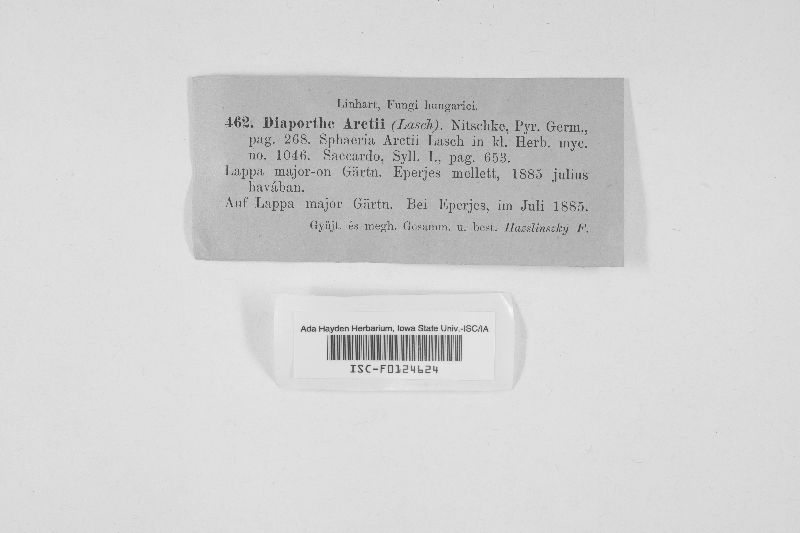 Linhart, Fungi hungarici.
462. Diaporthe Arctii (Lasch). Nitschke, Pyr. Germ.,
pag. 268. Sphaeria Arctii Lasch in kl. Herb. myc.
no. 1046. Saccardo, Syll. I., pag. 653.
Lappa major-on Gärtn. Eperjes mellett, 1885 julius
havában.
Auf Lappa major Gärtn. Bei Eperjes, im Juli 1885.
Gyüjt. és megh. Gesamm. u. best. Hazslinszky F.
Ada Hayden Herbarium, Iowa State Univ.-ISC/IA
ISC-F0124624